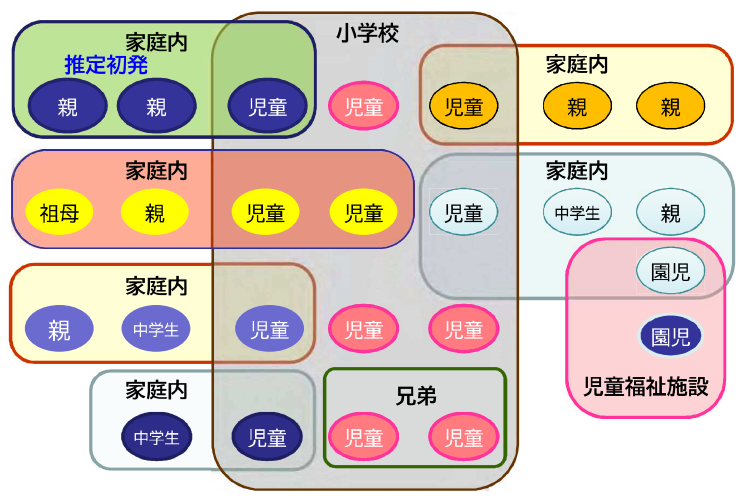 小学校
家庭内
推定初発
親 親 児童 児童
家庭内
児童 親 親
家庭内
祖母 親 児童 児童
家庭内
児童 中学生 親
園児
園児
児童福祉施設
家庭内
親 中学生 児童 児童 児童
家庭内
中学生 児童
兄弟
児童 児童